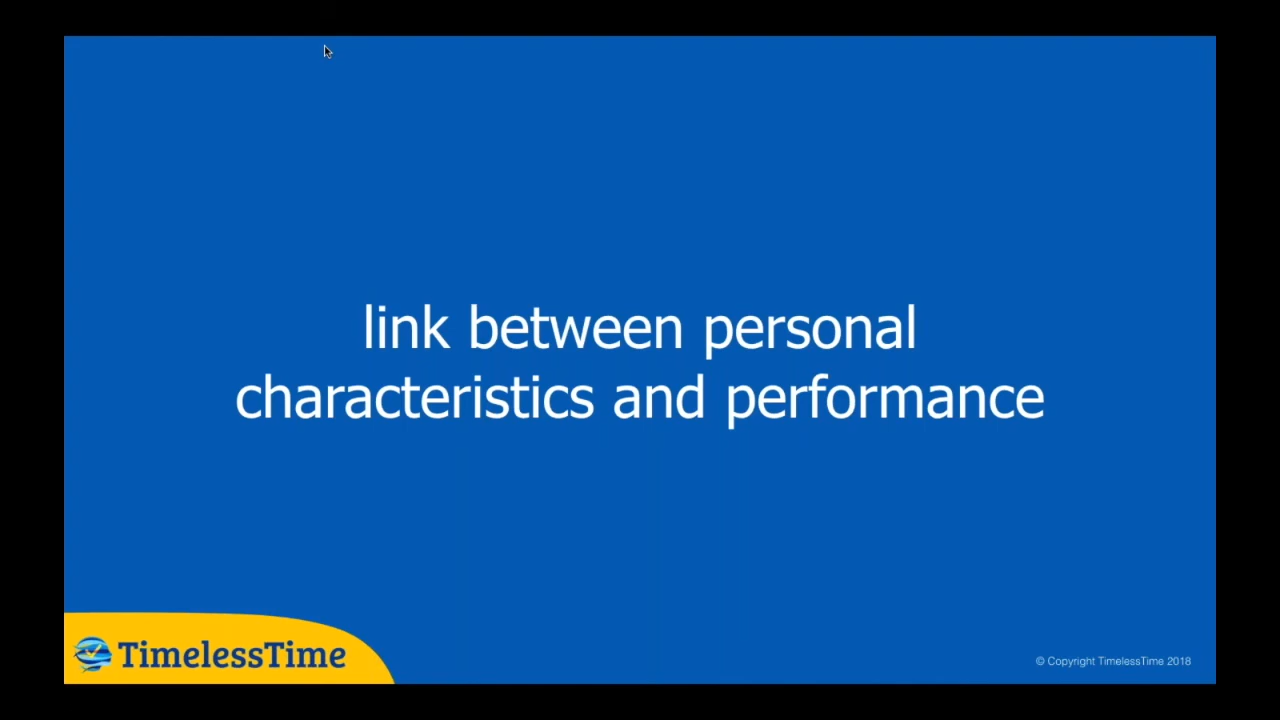 link between personal
characteristics and performance
TimelessTime
© Copyright TimelessTime 2018